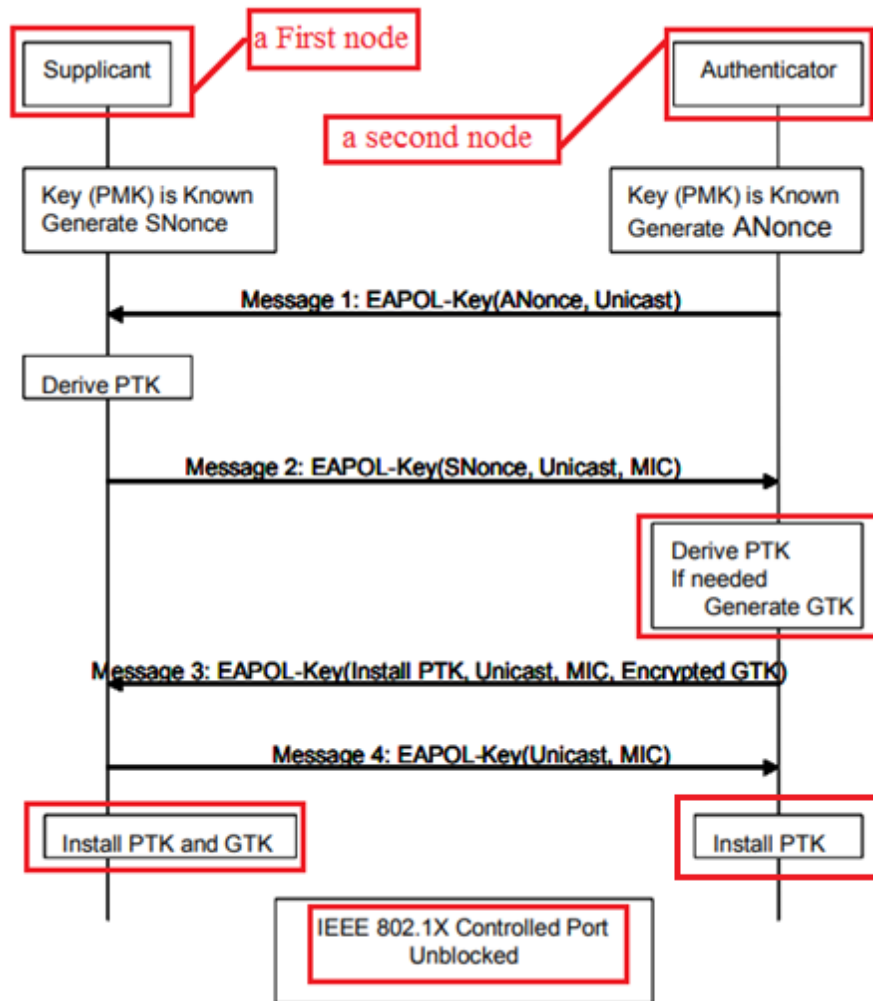 a First node
Supplicant
Authenticator
a second node
Key (PMK) is Known
Generate SNonce
Key (PMK) is Known
Generate ANonce
Message 1: EAPOL-Key(ANonce, Unicast)
Derive PTK
Message 2: EAPOL-Key(SNonce, Unicast, MIC)
Derive PTK
If needed
Generate GTK
Message 3: EAPOL-Key(Install PTK, Unicast, MIC, Encrypted GTK)
Message 4: EAPOL-Key(Unicast, MIC)
Install PTK and GTK
Install PTK
IEEE 802.1X Controlled Port
Unblocked